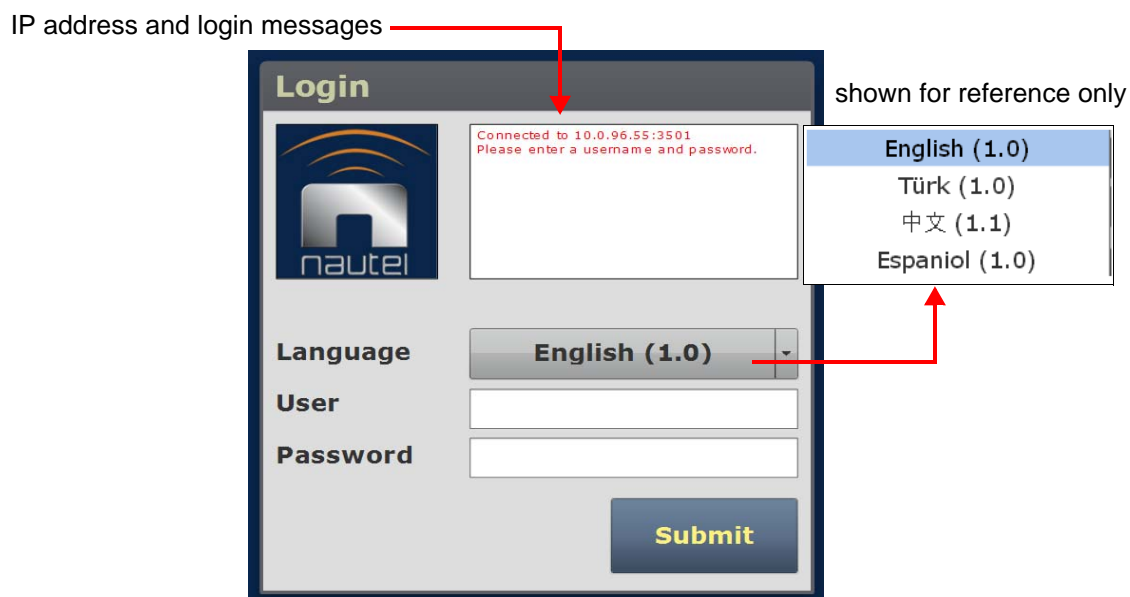 IP address and login messages
Login
shown for reference only
Connected to 10.0.96.55:3501
Please enter a username and password.
nautel
English (1.0)
Türk (1.0)
中文 (1.1)
Espaniol (1.0)
Language
English (1.0)
User
Password
Submit